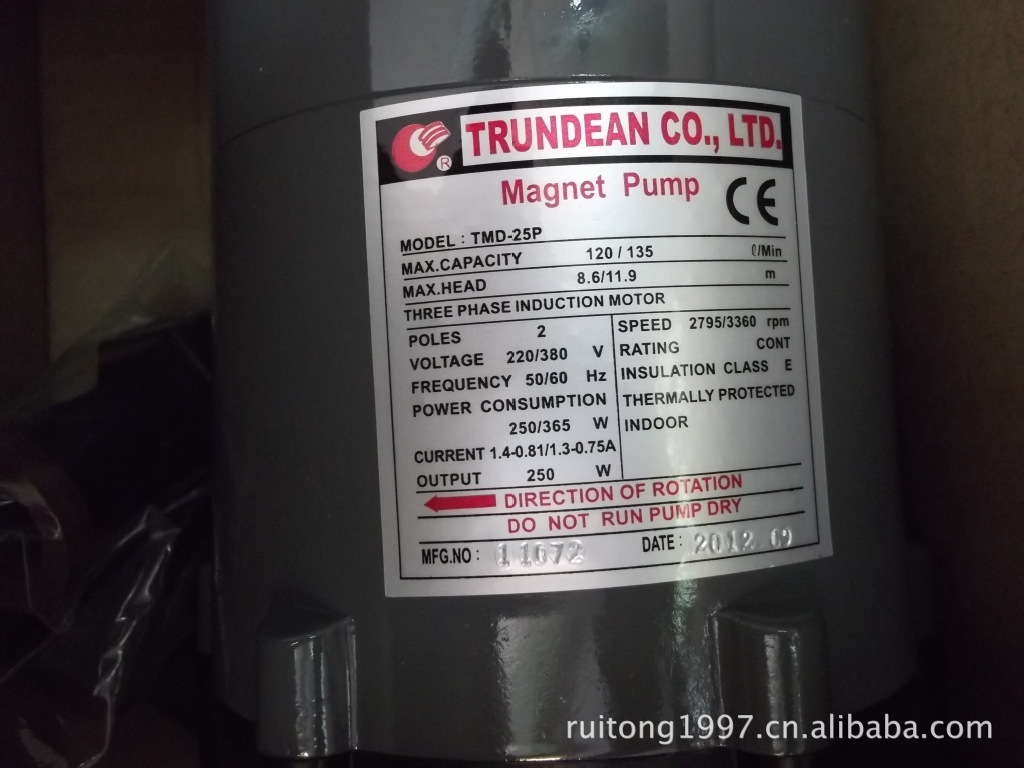 TRUNDEAN CO., LTD.
®
Magnet Pump
CE
MODEL : TMD-25P
MAX.CAPACITY 120 / 135 ℓ/Min
MAX.HEAD 8.6/11.9 m
THREE PHASE INDUCTION MOTOR
POLES 2
VOLTAGE 220/380 V
FREQUENCY 50/60 Hz
POWER CONSUMPTION
250/365 W
CURRENT 1.4-0.81/1.3-0.75A
OUTPUT 250 W
SPEED 2795/3360 rpm
RATING CONT
INSULATION CLASS E
THERMALLY PROTECTED
INDOOR
DIRECTION OF ROTATION
DO NOT RUN PUMP DRY
MFG.NO : 11672 DATE : 2012.09
ruitong1997.cn.alibaba.com